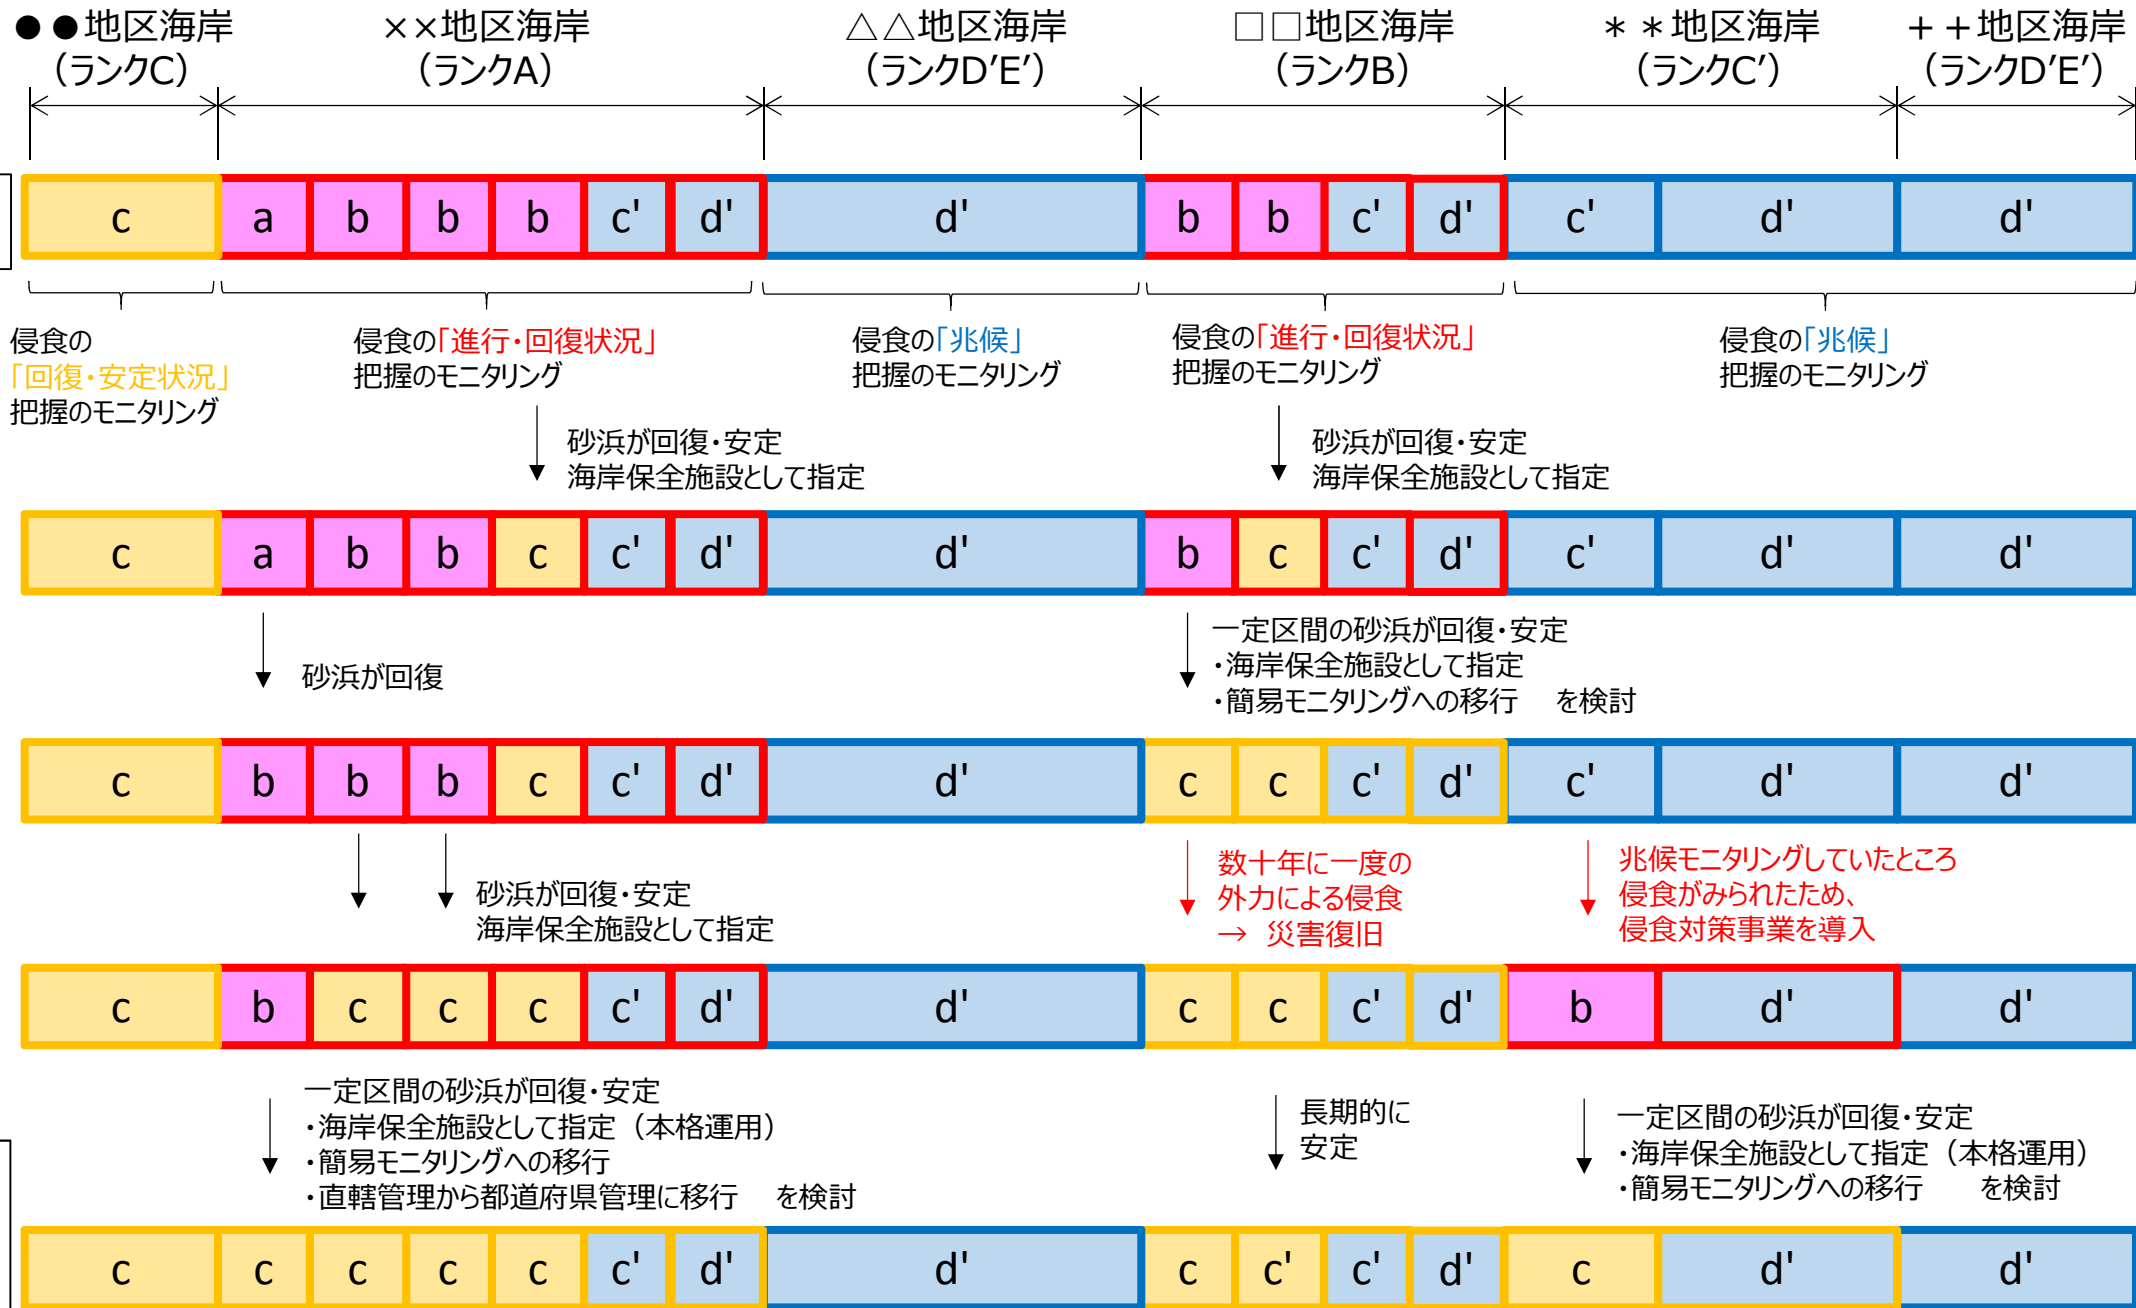 ●●地区海岸
（ランクC）
××地区海岸
（ランクA）
△△地区海岸
（ランクD’E’）
□□地区海岸
（ランクB）
＊＊地区海岸
（ランクC’）
＋＋地区海岸
（ランクD’E’）
c a b b b c' d' d' b b c' d' c' d' d'
侵食の
「回復・安定状況」
把握のモニタリング
侵食の「進行・回復状況」
把握のモニタリング
侵食の「兆候」
把握のモニタリング
侵食の「進行・回復状況」
把握のモニタリング
侵食の「兆候」
把握のモニタリング
砂浜が回復・安定
海岸保全施設として指定
砂浜が回復・安定
海岸保全施設として指定
c a b b c c' d' d' b c c' d' c' d' d'
砂浜が回復
一定区間の砂浜が回復・安定
・海岸保全施設として指定
・簡易モニタリングへの移行　を検討
c b b b c c' d' d' c c c' d' c' d' d'
砂浜が回復・安定
海岸保全施設として指定
数十年に一度の
外力による侵食
→ 災害復旧
兆候モニタリングしていたところ
侵食がみられたため、
侵食対策事業を導入
c b c c c c' d' d' c c c' d' b d' d'
一定区間の砂浜が回復・安定
・海岸保全施設として指定（本格運用）
・簡易モニタリングへの移行
・直轄管理から都道府県管理に移行　を検討
長期的に
安定
一定区間の砂浜が回復・安定
・海岸保全施設として指定（本格運用）
・簡易モニタリングへの移行　を検討
c c c c c c' d' d' c c' c' d' c d' d'